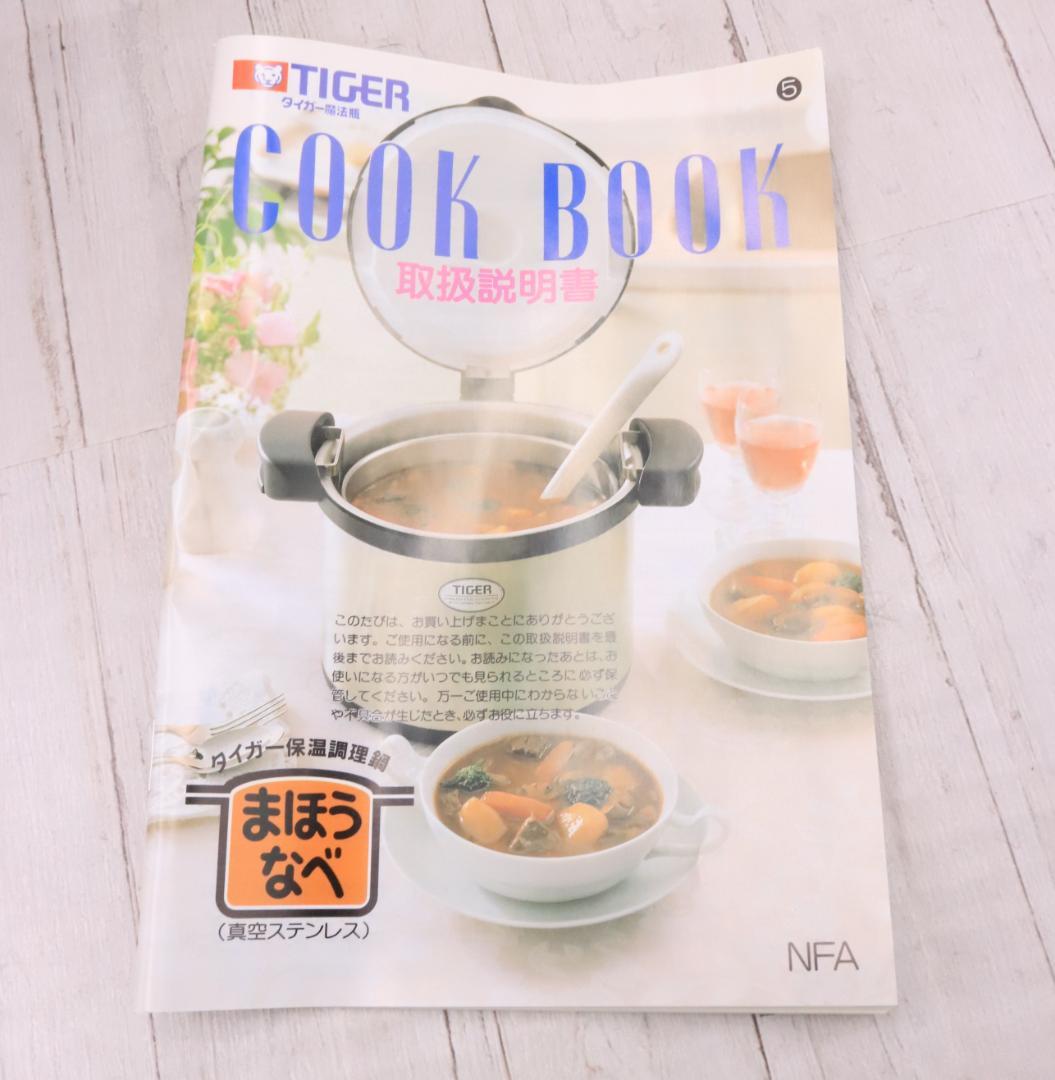 TIGER
タイガー魔法瓶
5
COOK BOOK
取扱説明書
TIGER
このたびは、お買い上げまことにありがとうござ
います。ご使用になる前に、この取扱説明書を最
後までお読みください。お読みになったあとは、お
使いになる方がいつでも見られるところに必ず保
管してください。万一ご使用中にわからないこと
や不具合が生じたとき、必ずお役に立ちます。
タイガー保温調理鍋
まほう
なべ
(真空ステンレス)
NFA